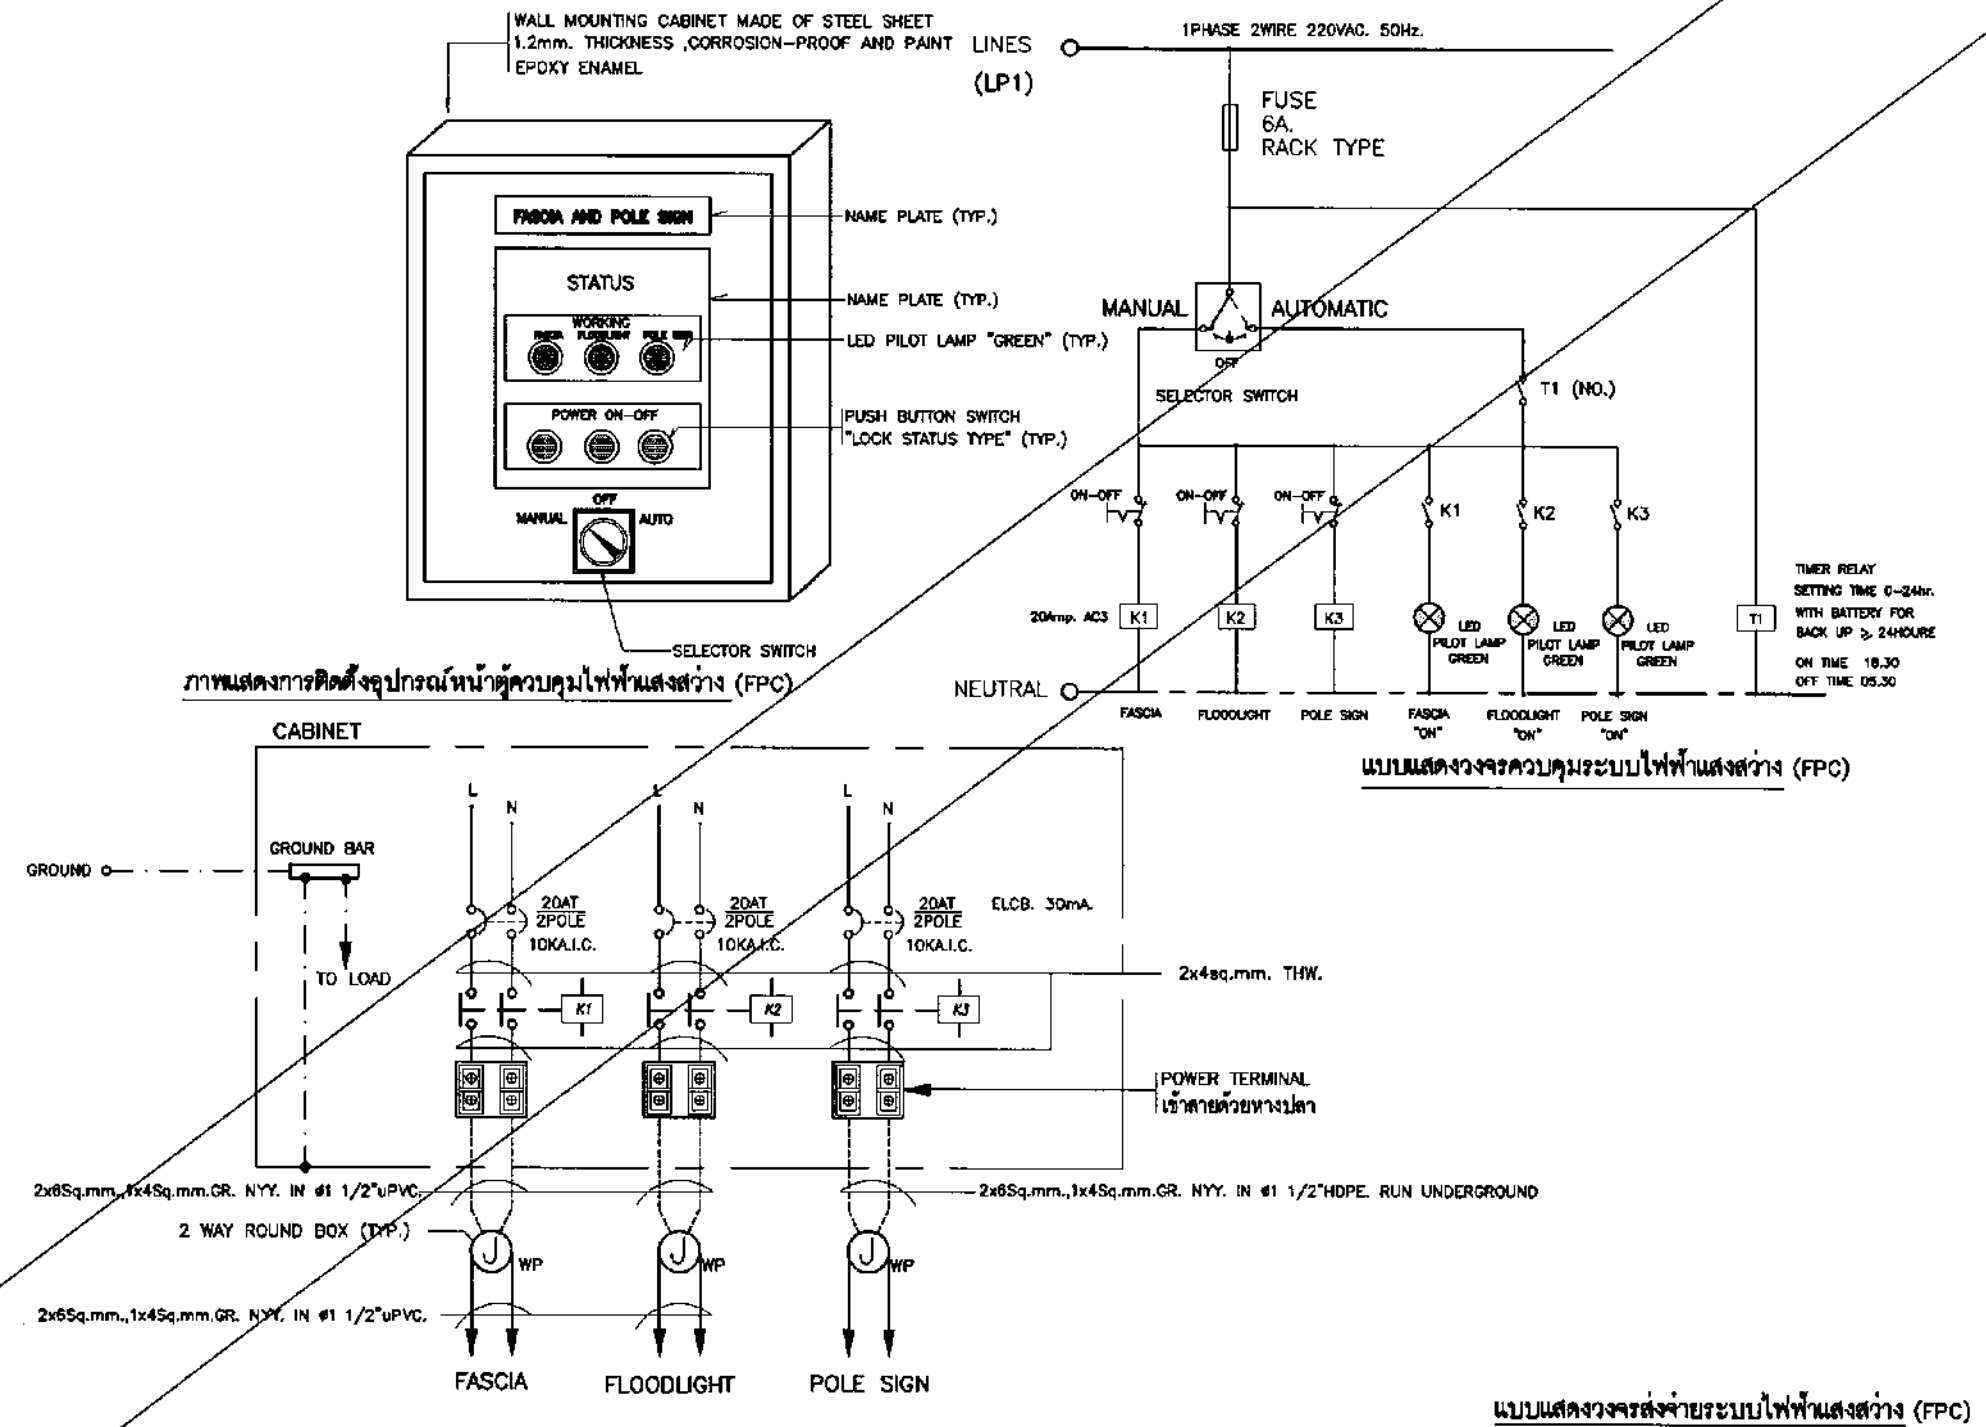 WALL MOUNTING CABINET MADE OF STEEL SHEET
1.2mm. THICKNESS ,CORROSION-PROOF AND PAINT
EPOXY ENAMEL
LINES
(LP1)
1PHASE 2WIRE 220VAC. 50Hz.
FUSE
6A.
RACK TYPE
FASCIA AND POLE SIGN
NAME PLATE (TYP.)
STATUS
NAME PLATE (TYP.)
WORKING
FASCIA FLOODLIGHT POLE SIGN
LED PILOT LAMP "GREEN" (TYP.)
POWER ON-OFF
PUSH BUTTON SWITCH
"LOCK STATUS TYPE" (TYP.)
OFF
MANUAL AUTO
SELECTOR SWITCH
ภาพแสดงการติดตั้งอุปกรณ์หน้าตู้ควบคุมไฟฟ้าแสงสว่าง (FPC)
MANUAL AUTOMATIC
OFF
SELECTOR SWITCH
T1 (NO.)
ON-OFF ON-OFF ON-OFF K1 K2 K3
20Amp. AC3 K1 K2 K3
LED
PILOT LAMP
GREEN
LED
PILOT LAMP
GREEN
LED
PILOT LAMP
GREEN
T1
TIMER RELAY
SETTING TIME 0-24hr.
WITH BATTERY FOR
BACK UP ≥ 24HOURE
ON TIME 18.30
OFF TIME 05.30
NEUTRAL
FASCIA FLOODLIGHT POLE SIGN
FASCIA
"ON"
FLOODLIGHT
"ON"
POLE SIGN
"ON"
แบบแสดงวงจรควบคุมระบบไฟฟ้าแสงสว่าง (FPC)
CABINET
L N L N L N
GROUND
GROUND BAR
TO LOAD
20AT
2POLE
10KA.I.C.
20AT
2POLE
10KA.I.C.
20AT
2POLE
10KA.I.C.
ELCB. 30mA.
2x4sq.mm. THW.
K1 K2 K3
POWER TERMINAL
เข้าสายด้วยหางปลา
2x6Sq.mm.,1x4Sq.mm.GR. NYY. IN ø1 1/2"uPVC.
2x6Sq.mm.,1x4Sq.mm.GR. NYY. IN ø1 1/2"HDPE. RUN UNDERGROUND
2 WAY ROUND BOX (TYP.)
J WP J WP J WP
2x6Sq.mm.,1x4Sq.mm.GR. NYY. IN ø1 1/2"uPVC.
FASCIA FLOODLIGHT POLE SIGN
แบบแสดงวงจรส่งจ่ายระบบไฟฟ้าแสงสว่าง (FPC)